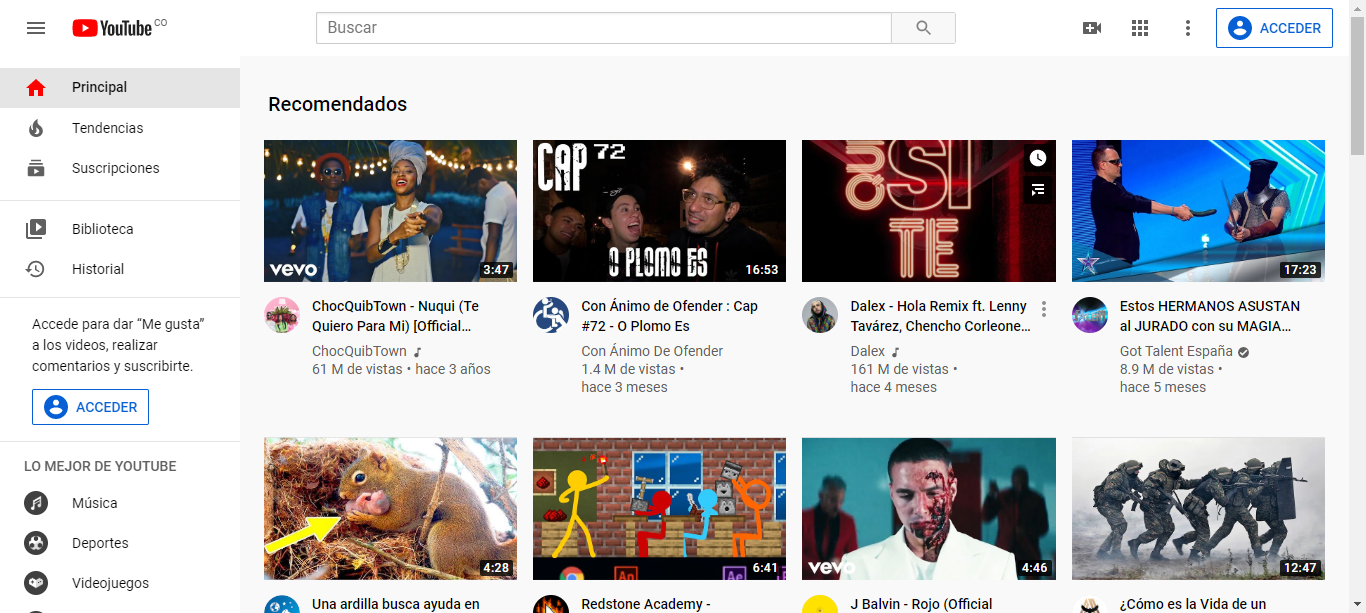 YouTube CO
Buscar
ACCEDER
Principal
Tendencias
Suscripciones
Biblioteca
Historial
Accede para dar “Me gusta”
a los videos, realizar
comentarios y suscribirte.
ACCEDER
LO MEJOR DE YOUTUBE
Música
Deportes
Videojuegos
Recomendados
vevo
3:47
ChocQuibTown - Nuqui (Te
Quiero Para Mi) [Official...
ChocQuibTown
61 M de vistas • hace 3 años
CAP 72
O PLOMO ES
16:53
Con Ánimo de Ofender : Cap
#72 - O Plomo Es
Con Ánimo De Ofender
1.4 M de vistas •
hace 3 meses
SI
TE
Dalex - Hola Remix ft. Lenny
Tavárez, Chencho Corleone...
Dalex
161 M de vistas •
hace 4 meses
17:23
Estos HERMANOS ASUSTAN
al JURADO con su MAGIA...
Got Talent España
8.9 M de vistas •
hace 5 meses
4:28
Una ardilla busca ayuda en
An
Ae
6:41
Redstone Academy -
vevo
4:46
J Balvin - Rojo (Official
12:47
¿Cómo es la Vida de un